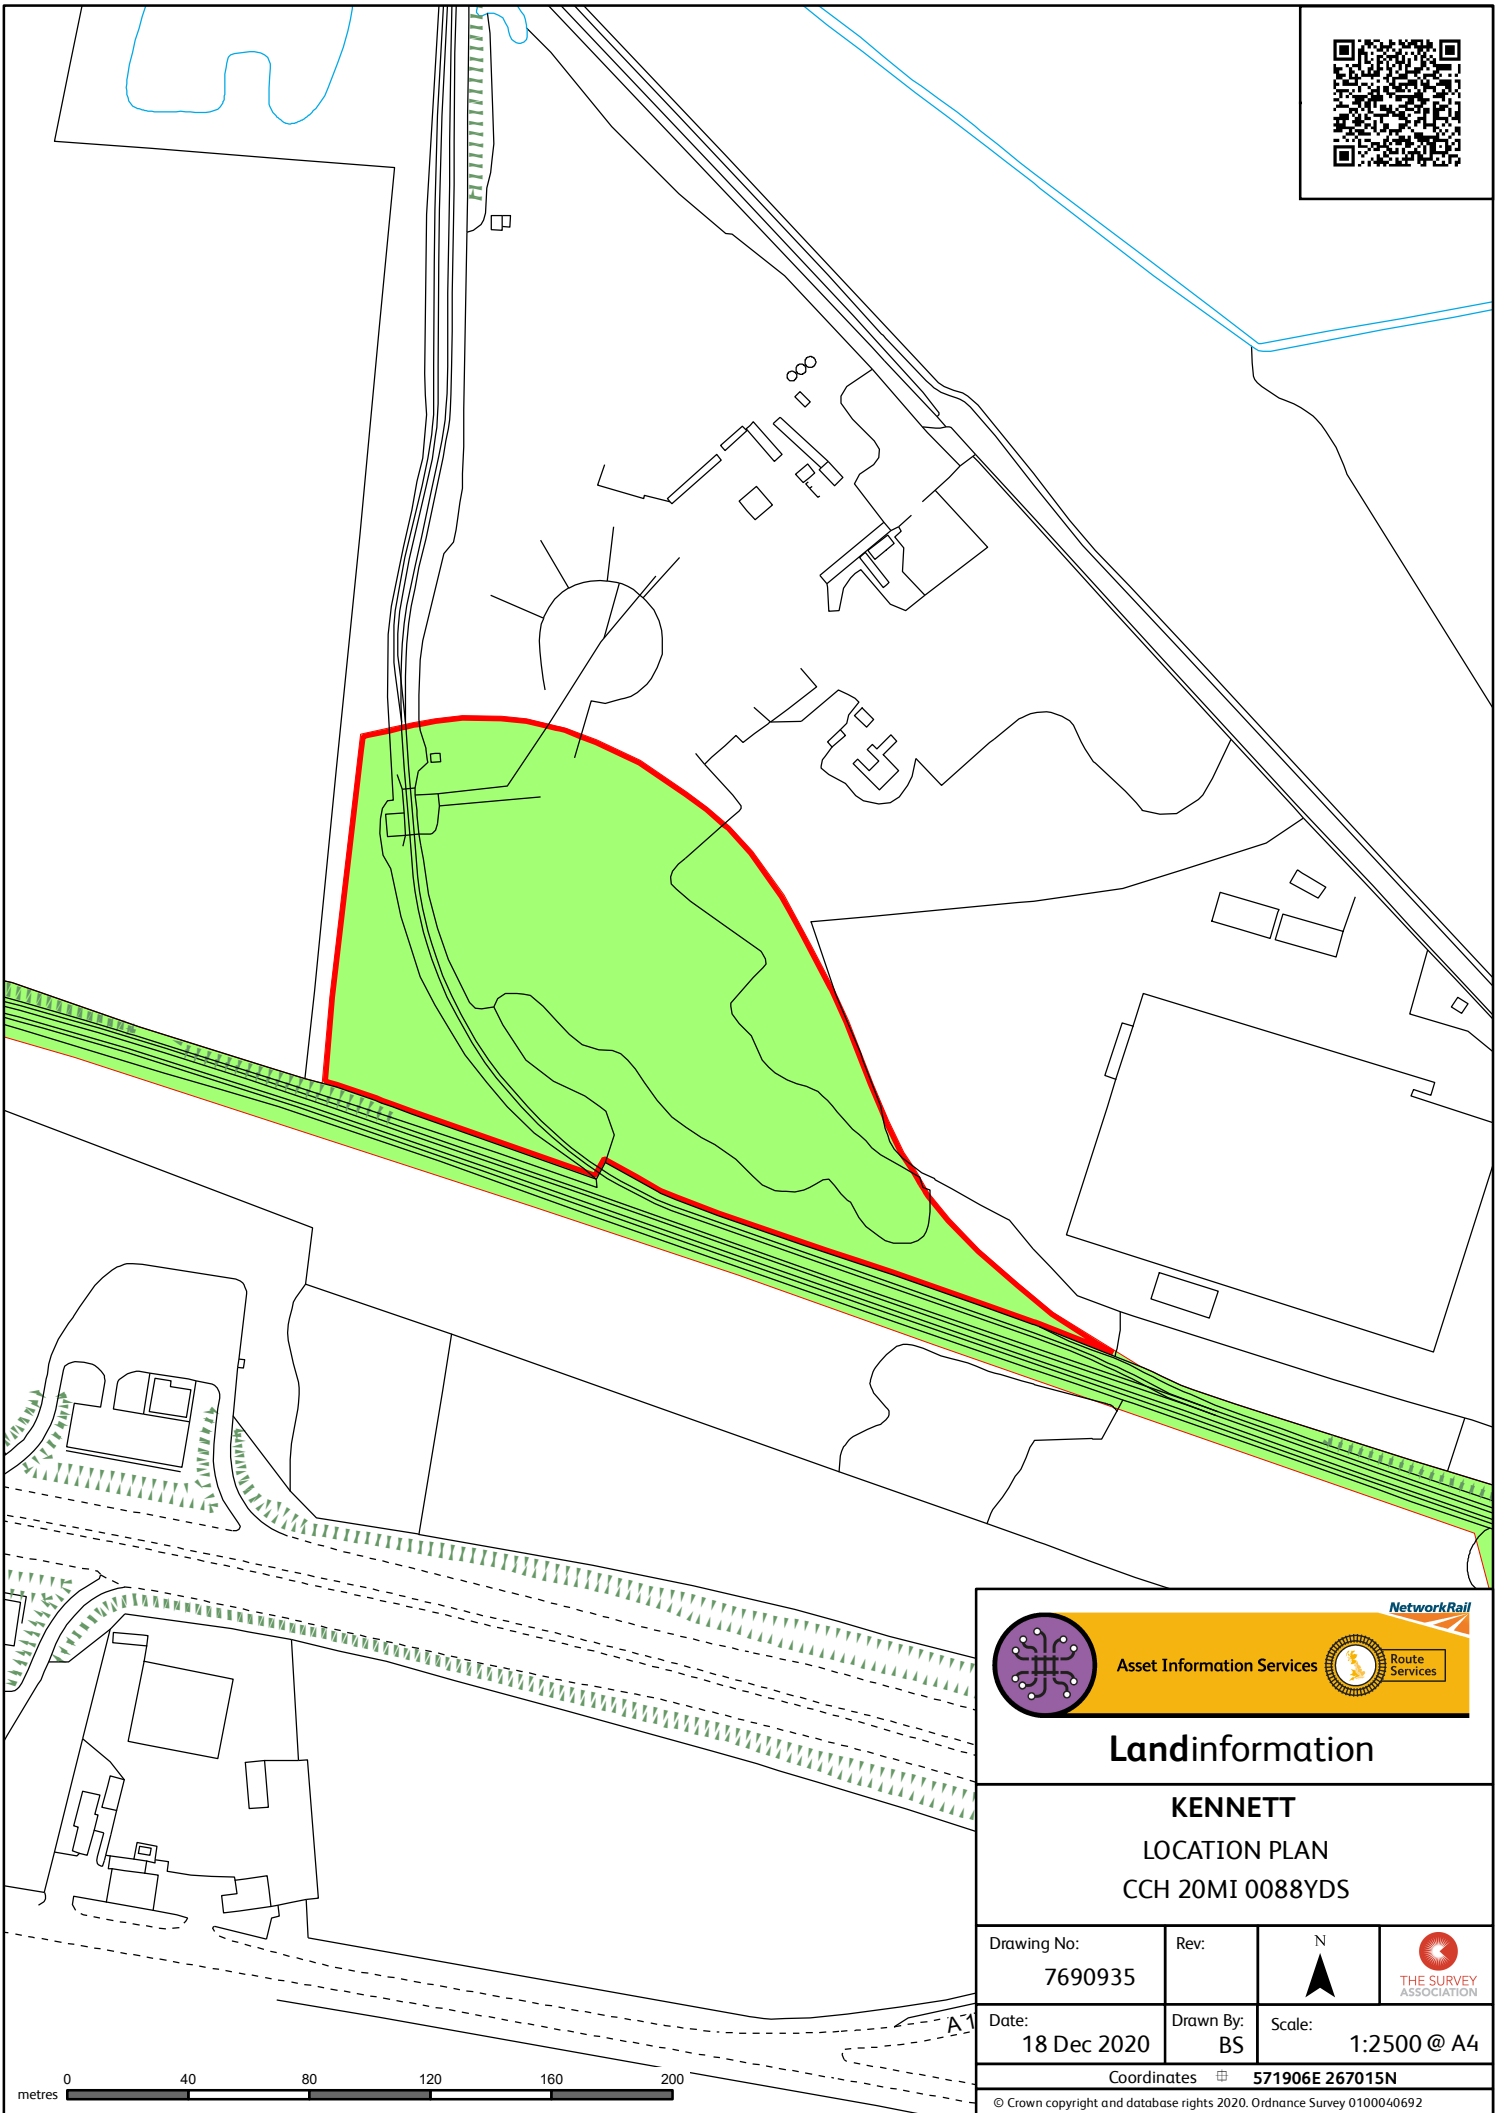 NetworkRail
Asset Information Services
Route
Services
Landinformation
KENNETT
LOCATION PLAN
CCH 20MI 0088YDS
Drawing No:
7690935
Rev:
N
THE SURVEY
ASSOCIATION
Date:
18 Dec 2020
Drawn By:
BS
Scale:
1:2500 @ A4
Coordinates 571906E 267015N
© Crown copyright and database rights 2020. Ordnance Survey 0100040692
A 1
metres 0 40 80 120 160 200